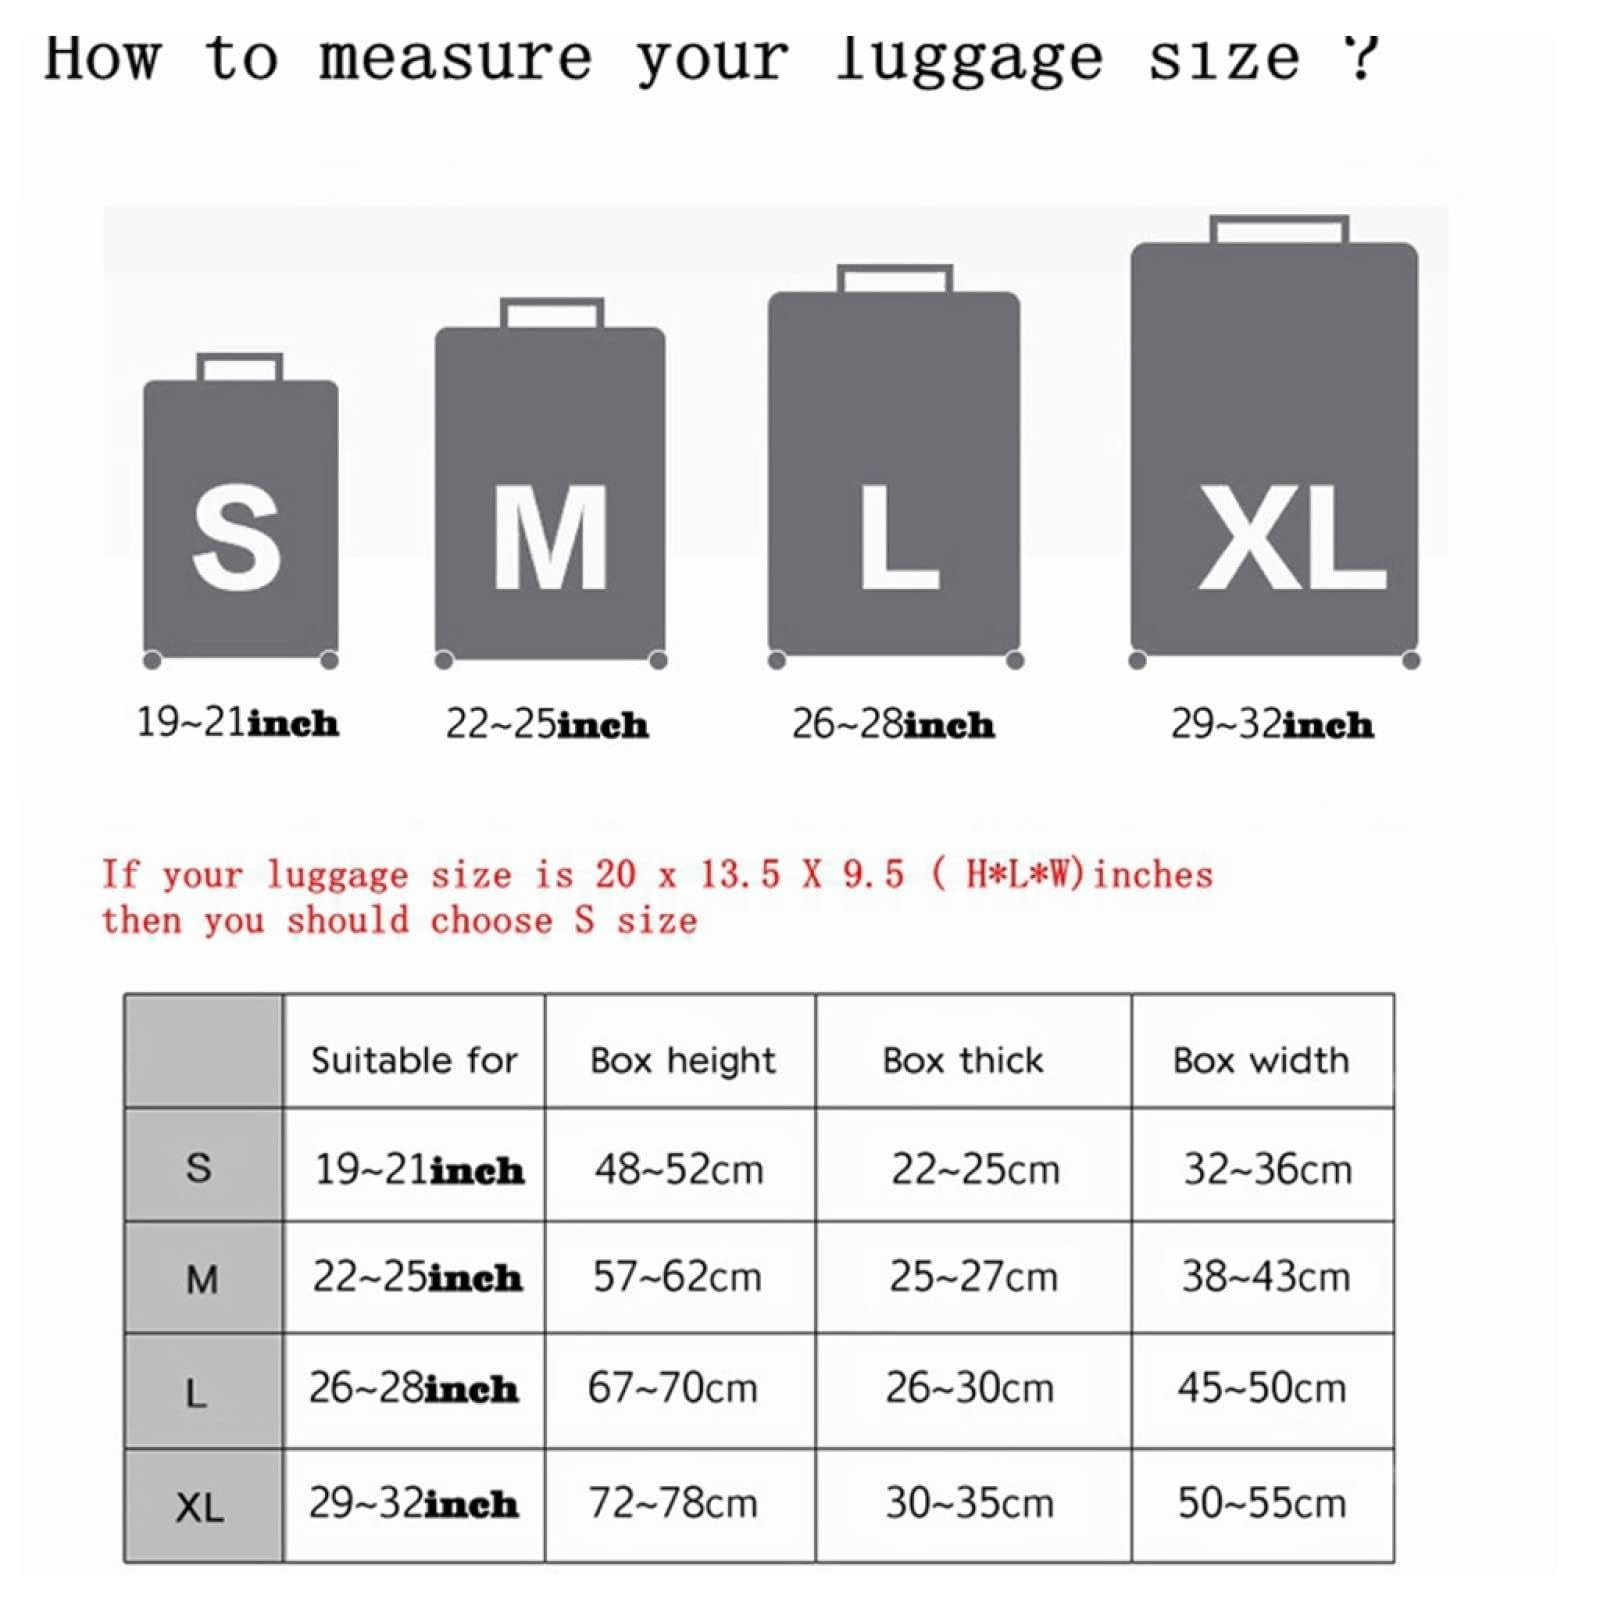 How to measure your luggage size ?
S M L XL
19~21inch 22~25inch 26~28inch 29~32inch
If your luggage size is 20 x 13.5 X 9.5 ( H*L*W)inches
then you should choose S size
Suitable for Box height Box thick Box width
S 19~21inch 48~52cm 22~25cm 32~36cm
M 22~25inch 57~62cm 25~27cm 38~43cm
L 26~28inch 67~70cm 26~30cm 45~50cm
XL 29~32inch 72~78cm 30~35cm 50~55cm